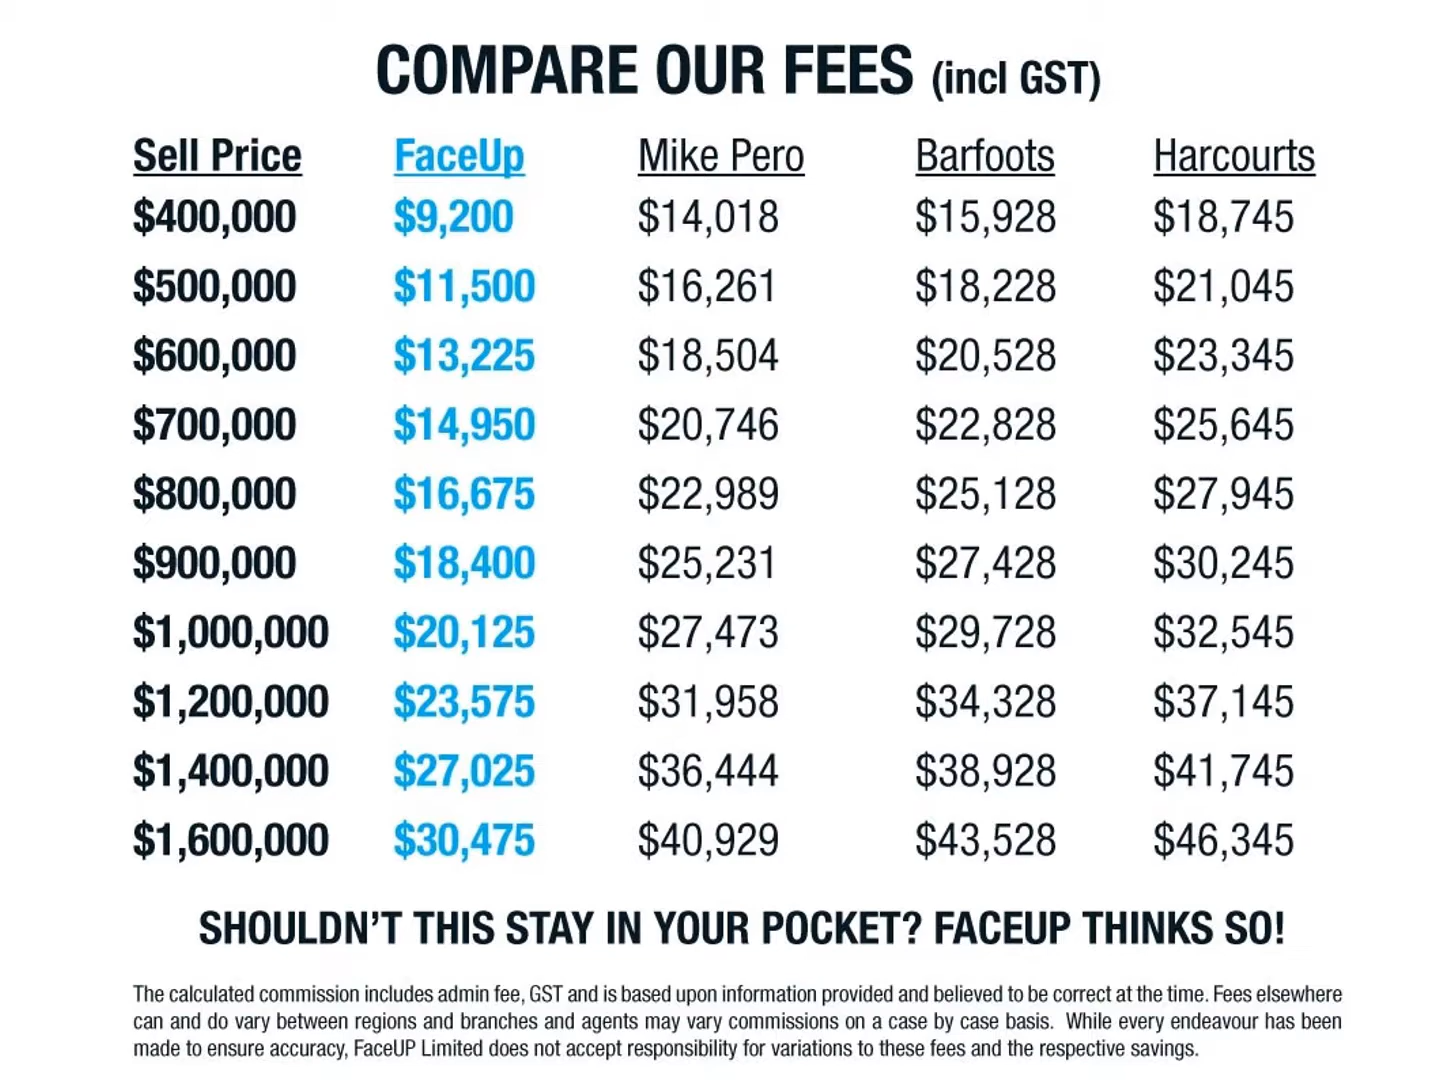 COMPARE OUR FEES (incl GST)
Sell Price FaceUp Mike Pero Barfoots Harcourts
$400,000 $9,200 $14,018 $15,928 $18,745
$500,000 $11,500 $16,261 $18,228 $21,045
$600,000 $13,225 $18,504 $20,528 $23,345
$700,000 $14,950 $20,746 $22,828 $25,645
$800,000 $16,675 $22,989 $25,128 $27,945
$900,000 $18,400 $25,231 $27,428 $30,245
$1,000,000 $20,125 $27,473 $29,728 $32,545
$1,200,000 $23,575 $31,958 $34,328 $37,145
$1,400,000 $27,025 $36,444 $38,928 $41,745
$1,600,000 $30,475 $40,929 $43,528 $46,345
SHOULDN'T THIS STAY IN YOUR POCKET? FACEUP THINKS SO!
The calculated commission includes admin fee, GST and is based upon information provided and believed to be correct at the time. Fees elsewhere
can and do vary between regions and branches and agents may vary commissions on a case by case basis. While every endeavour has been
made to ensure accuracy, FaceUP Limited does not accept responsibility for variations to these fees and the respective savings.